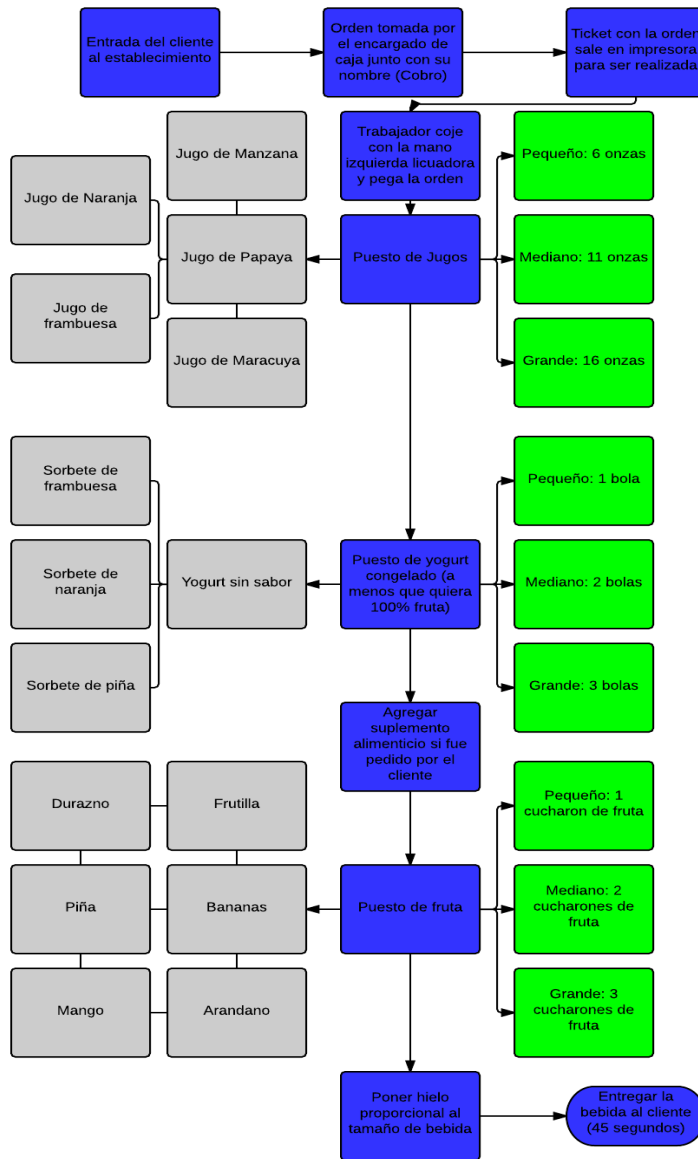 Entrada del cliente
al establecimiento
Orden tomada por
el encargado de
caja junto con su
nombre (Cobro)
Ticket con la orden
sale en impresora
para ser realizada
Trabajador coje
con la mano
izquierda licuadora
y pega la orden
Jugo de Manzana
Jugo de Naranja
Jugo de Papaya
Jugo de
frambuesa
Jugo de Maracuya
Puesto de Jugos
Pequeño: 6 onzas
Mediano: 11 onzas
Grande: 16 onzas
Sorbete de
frambuesa
Sorbete de
naranja
Sorbete de piña
Yogurt sin sabor
Puesto de yogurt
congelado (a
menos que quiera
100% fruta)
Pequeño: 1 bola
Mediano: 2 bolas
Grande: 3 bolas
Agregar
suplemento
alimenticio si fue
pedido por el
cliente
Durazno
Frutilla
Piña
Bananas
Mango
Arandano
Puesto de fruta
Pequeño: 1
cucharon de fruta
Mediano: 2
cucharones de
fruta
Grande: 3
cucharones de
fruta
Poner hielo
proporcional al
tamaño de bebida
Entregar la
bebida al cliente
(45 segundos)